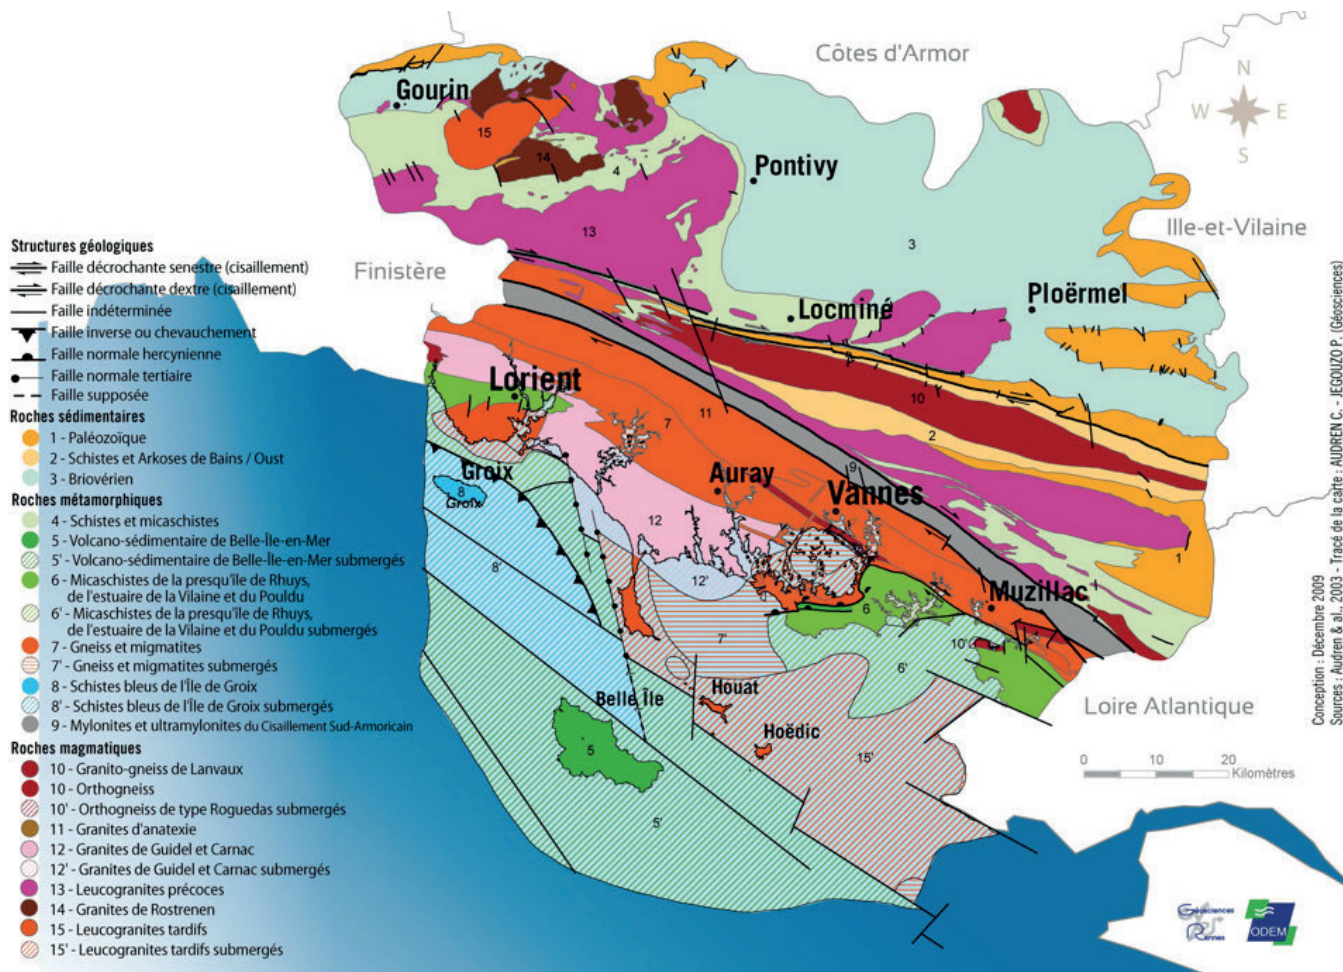 Côtes d'Armor
N
W
E
S
Gourin
15
14
4
Pontivy
13
3
Ille-et-Vilaine
Finistère
Locminé
Ploërmel
2
10
Lorient
11
7
2
9
Auray
Vannes
Groix
8
Groix
12
1
8'
12'
Muzillac
6
7'
10'
6'
Houat
Belle Île
Loire Atlantique
Hoëdic
5
15'
5'
0 10 20
Kilomètres
Structures géologiques
Faille décrochante senestre (cisaillement)
Faille décrochante dextre (cisaillement)
Faille indéterminée
Faille inverse ou chevauchement
Faille normale hercynienne
Faille normale tertiaire
Faille supposée
Roches sédimentaires
1 - Paléozoïque
2 - Schistes et Arkoses de Bains / Oust
3 - Briovérien
Roches métamorphiques
4 - Schistes et micaschistes
5 - Volcano-sédimentaire de Belle-Île-en-Mer
5' - Volcano-sédimentaire de Belle-Île-en-Mer submergés
6 - Micaschistes de la presqu'île de Rhuys,
de l'estuaire de la Vilaine et du Pouldu
6' - Micaschistes de la presqu'île de Rhuys,
de l'estuaire de la Vilaine et du Pouldu submergés
7 - Gneiss et migmatites
7' - Gneiss et migmatites submergés
8 - Schistes bleus de l'Île de Groix
8' - Schistes bleus de l'Île de Groix submergés
9 - Mylonites et ultramylonites du Cisaillement Sud-Armoricain
Roches magmatiques
10 - Granito-gneiss de Lanvaux
10 - Orthogneiss
10' - Orthogneiss de type Roguedas submergés
11 - Granites d'anatexie
12 - Granites de Guidel et Carnac
12' - Granites de Guidel et Carnac submergés
13 - Leucogranites précoces
14 - Granites de Rostrenen
15 - Leucogranites tardifs
15' - Leucogranites tardifs submergés
Conception : Décembre 2009
Sources : Audren & al., 2003 - Tracé de la carte : AUDREN C. - JEGOUZO P. (Géosciences)
Géosciences
Rennes
ODEM